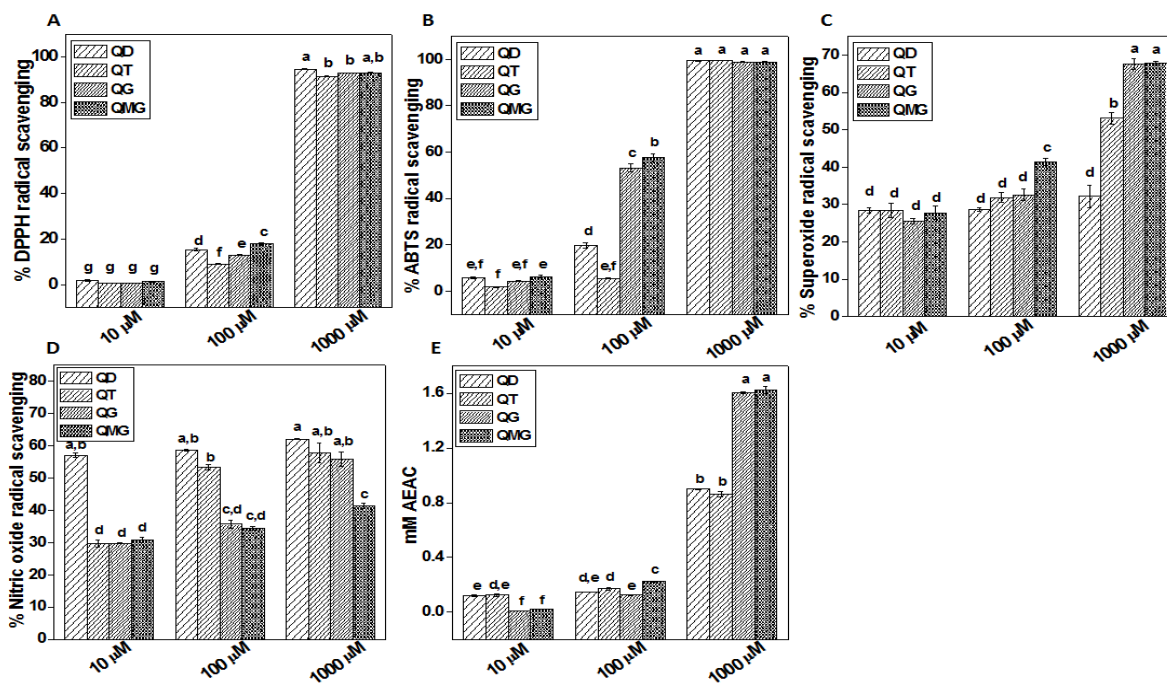 A
% DPPH radical scavenging
100
80
60
40
20
0
QD
QT
QG
QMG
g g g g
d f e c
a b b a,b
10 µM 100 µM 1000 µM
B
% ABTS radical scavenging
100
80
60
40
20
0
QD
QT
QG
QMG
e,f f e,f e
d e,f c b
a a a a
10 µM 100 µM 1000 µM
C
% Superoxide radical scavenging
70
60
50
40
30
20
10
0
QD
QT
QG
QMG
d d d d
d d d c
d b a a
10 µM 100 µM 1000 µM
D
% Nitric oxide radical scavenging
80
70
60
50
40
30
20
10
0
QD
QT
QG
QMG
a,b d d d
a,b b c,d c,d
a a,b a,b c
10 µM 100 µM 1000 µM
E
mM AEAC
1.6
1.2
0.8
0.4
0.0
QD
QT
QG
QMG
e d,e f f
d,e d e c
b b a a
10 µM 100 µM 1000 µM